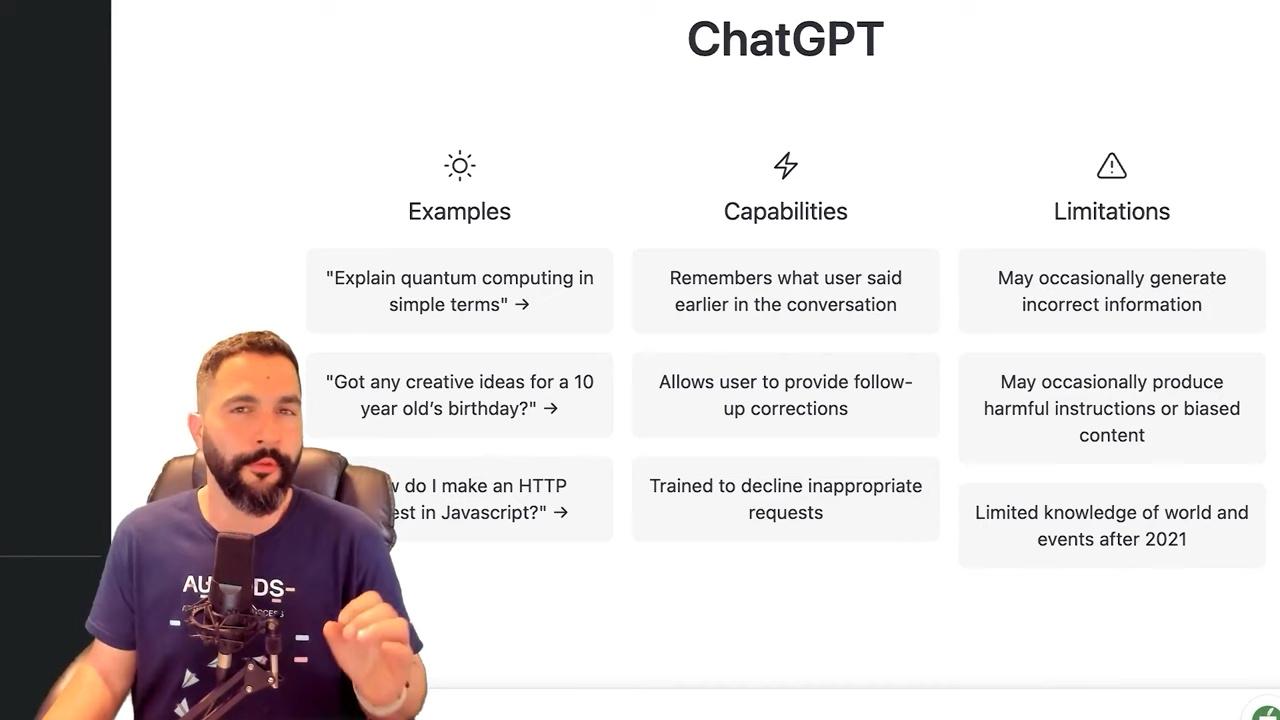 ChatGPT
Examples
"Explain quantum computing in
simple terms" →
"Got any creative ideas for a 10
year old's birthday?" →
do I make an HTTP
in Javascript?" →
Capabilities
Remembers what user said
earlier in the conversation
Allows user to provide follow-
up corrections
Trained to decline inappropriate
requests
Limitations
May occasionally generate
incorrect information
May occasionally produce
harmful instructions or biased
content
Limited knowledge of world and
events after 2021